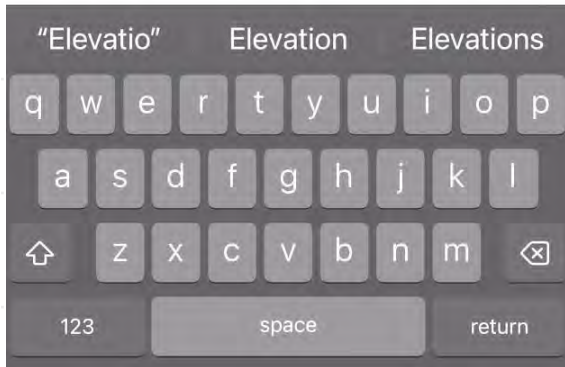 “Elevatio” Elevation Elevations
q w e r t y u i o p
a s d f g h j k l
z x c v b n m
123 space return